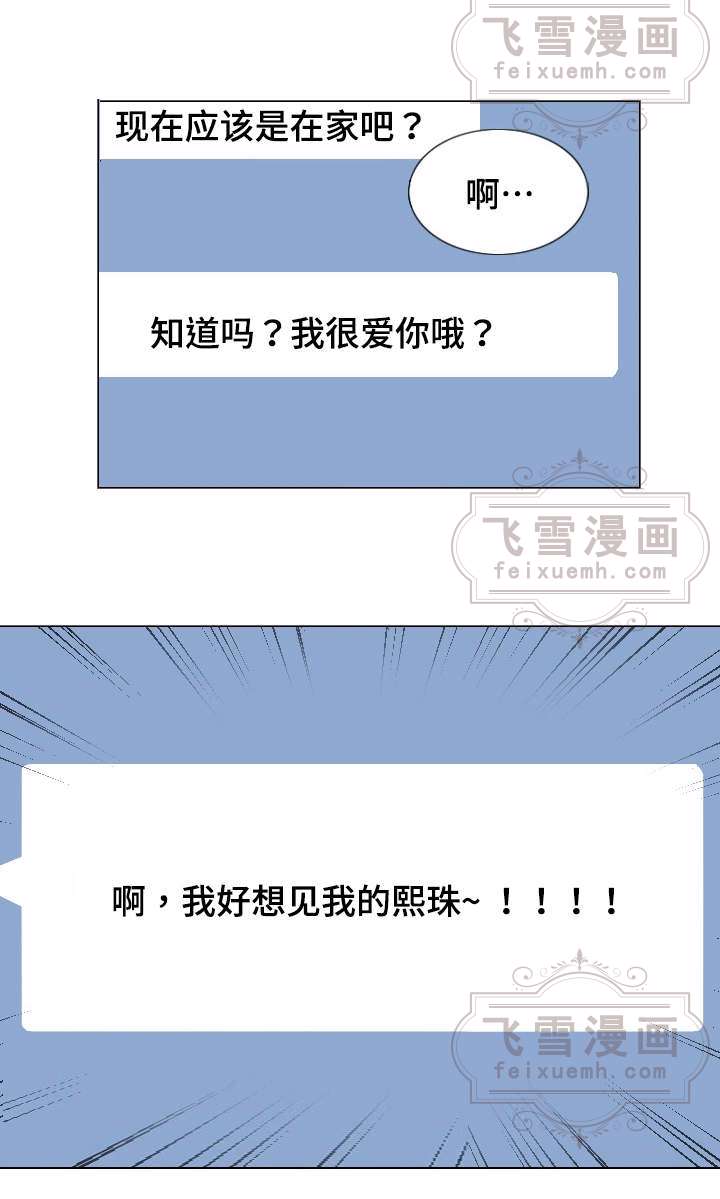 飞雪漫画
feixuemh.com
现在应该是在家吧？
啊…
知道吗？我很爱你哦？
飞雪漫画
feixuemh.com
啊，我好想见我的熙珠~ ！！！！
飞雪漫画
feixuemh.com